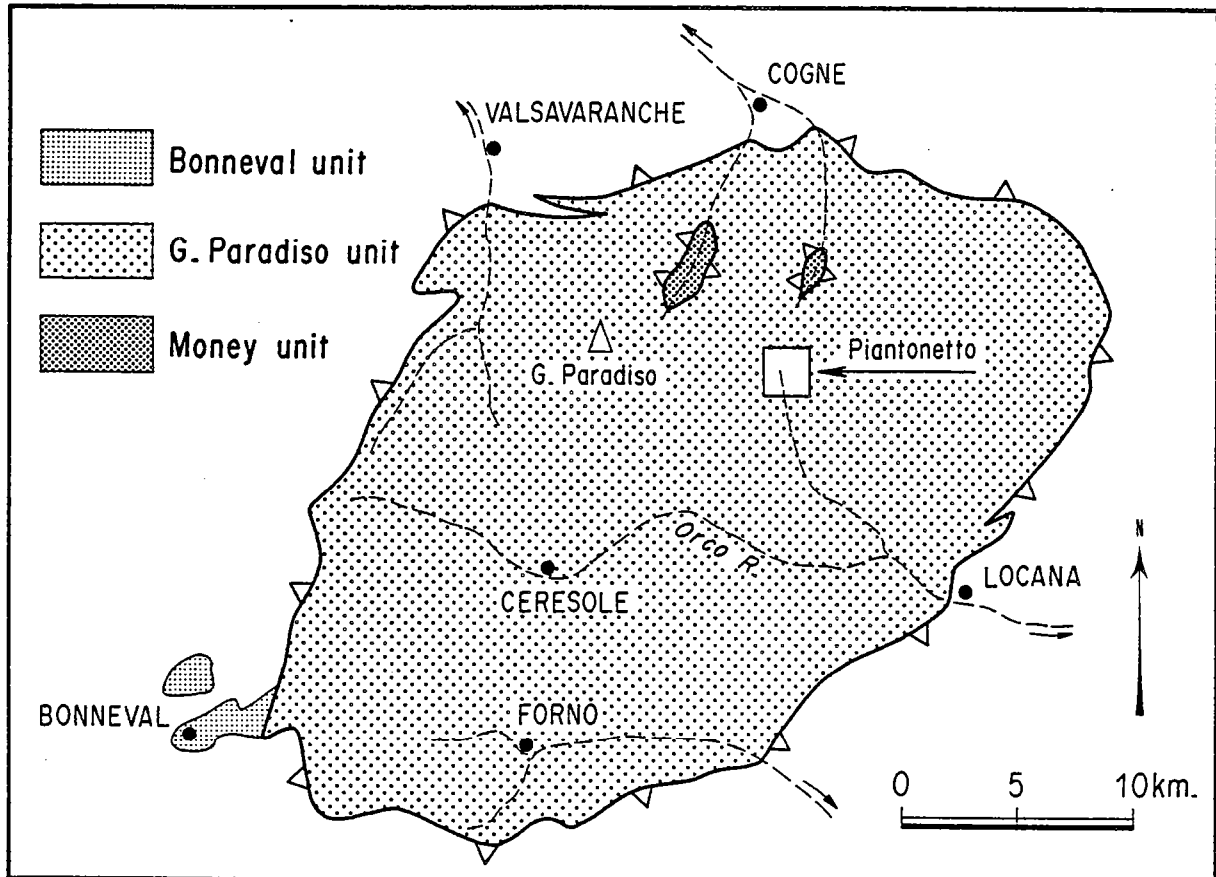 COGNE
VALSAVARANCHE
Bonneval unit
G. Paradiso unit
Money unit
Piantonetto
G. Paradiso
Orco R.
N
CERESOLE
LOCANA
BONNEVAL
FORNO
0 5 10km.